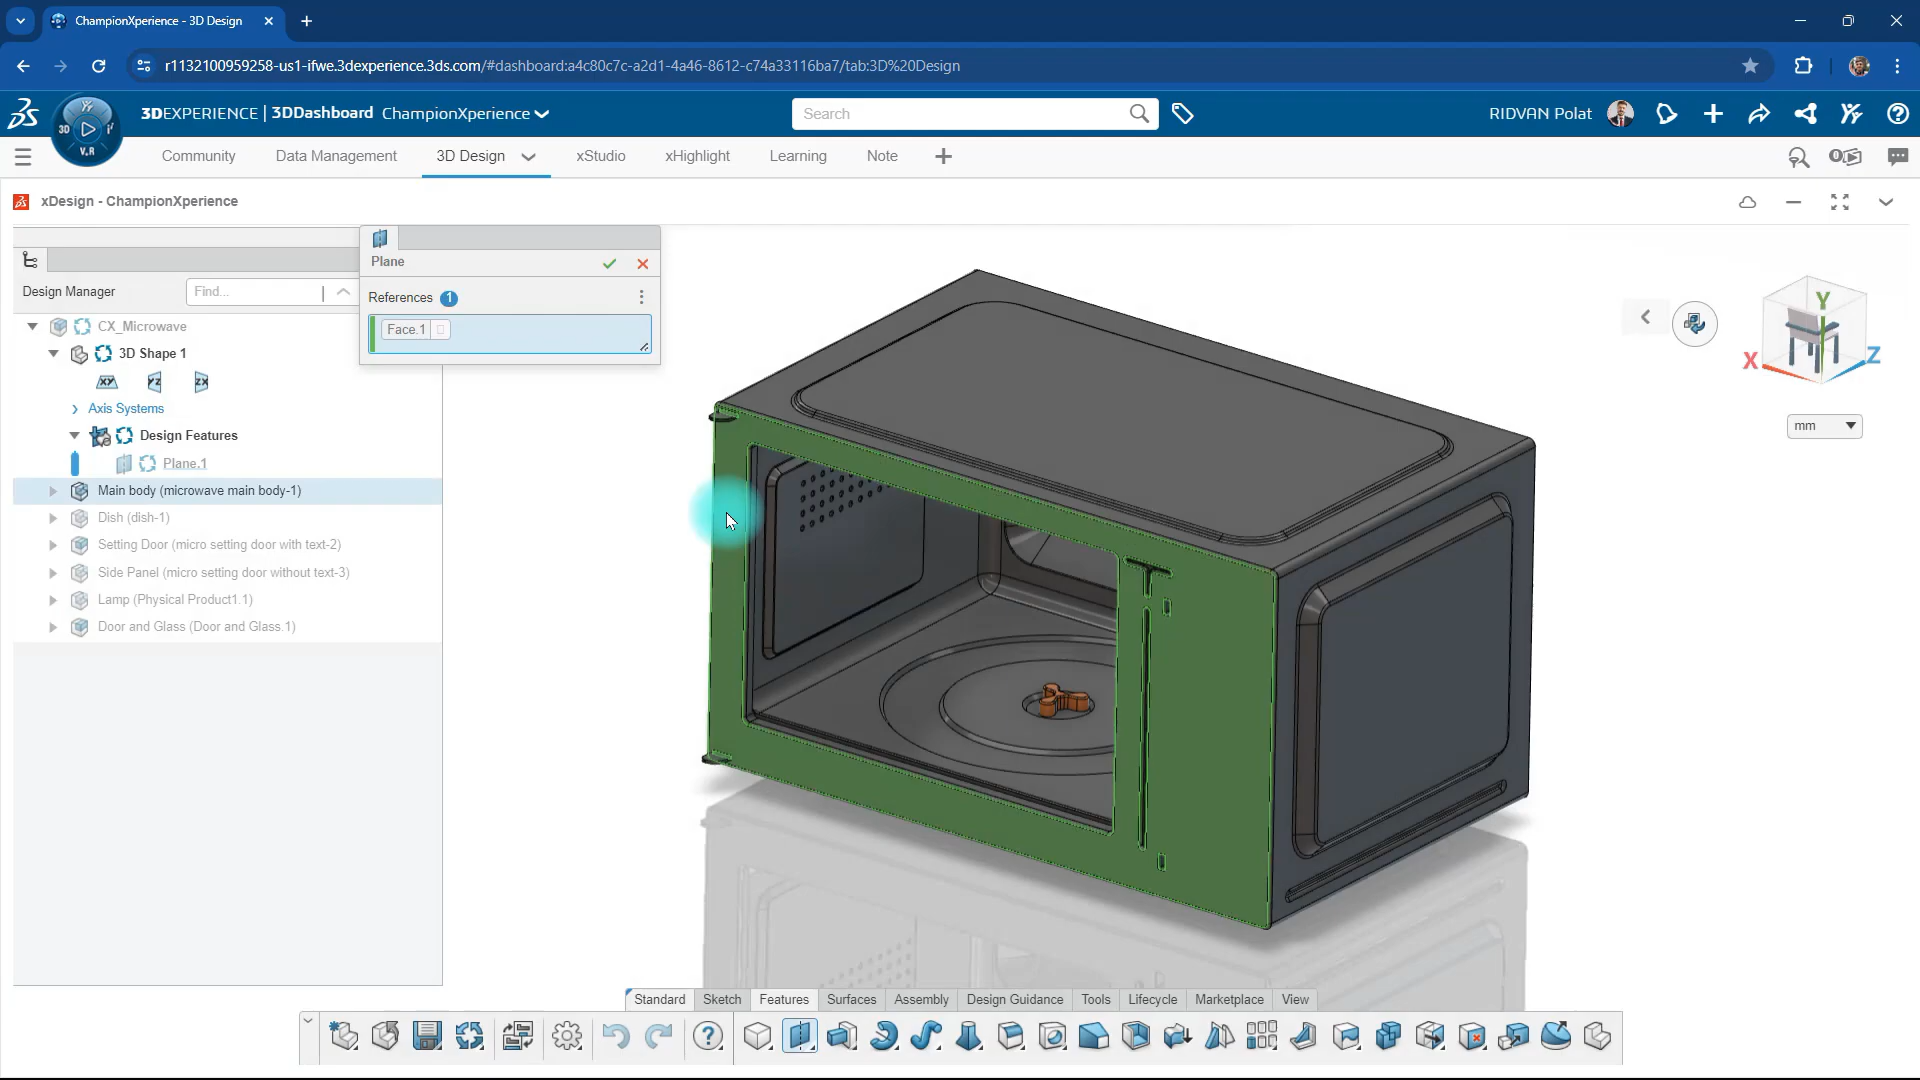 ChampionXperience - 3D Design
r1132100959258-us1-ifwe.3dexperience.3ds.com/#dashboard:a4c80c7c-a2d1-4a46-8612-c74a33116ba7/tab:3D%20Design
3D
V.R
3DEXPERIENCE | 3DDashboard ChampionXperience
Search
RIDVAN Polat
Community
Data Management
3D Design
xStudio
xHighlight
Learning
Note
0
xDesign - ChampionXperience
Plane
Design Manager
Find...
References 1
Face.1
CX_Microwave
3D Shape 1
XY
YZ
ZX
Axis Systems
Design Features
Plane.1
Main body (microwave main body-1)
Dish (dish-1)
Setting Door (micro setting door with text-2)
Side Panel (micro setting door without text-3)
Lamp (Physical Product1.1)
Door and Glass (Door and Glass.1)
Y
X
Z
mm
Standard
Sketch
Features
Surfaces
Assembly
Design Guidance
Tools
Lifecycle
Marketplace
View